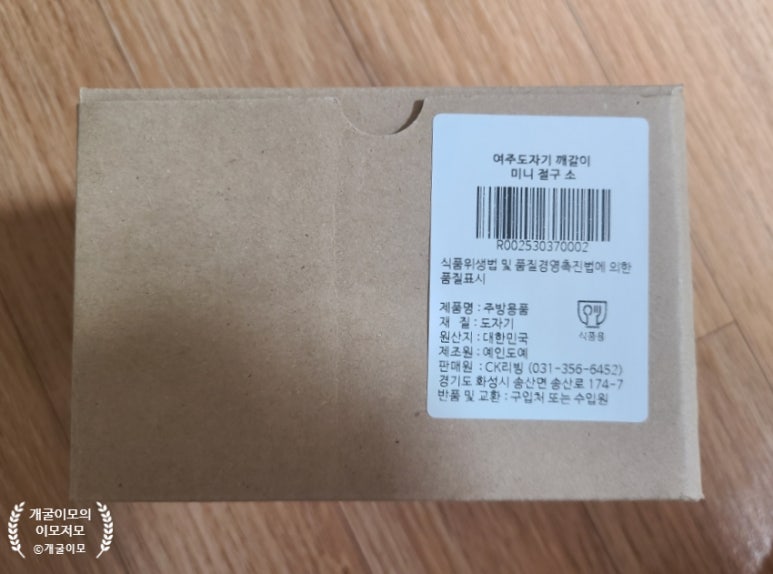 여주도자기 깨갈이
미니 절구 소
R002530370002
식품위생법 및 품질경영촉진법에 의한
품질표시
제품명 : 주방용품
재 질 : 도자기
원산지 : 대한민국
제조원 : 예인도예
판매원 : CK리빙 (031-356-6452)
경기도 화성시 송산면 송산로 174-7
반품 및 교환 : 구입처 또는 수입원
식품용
개굴이모의
이모저모
©개굴이모